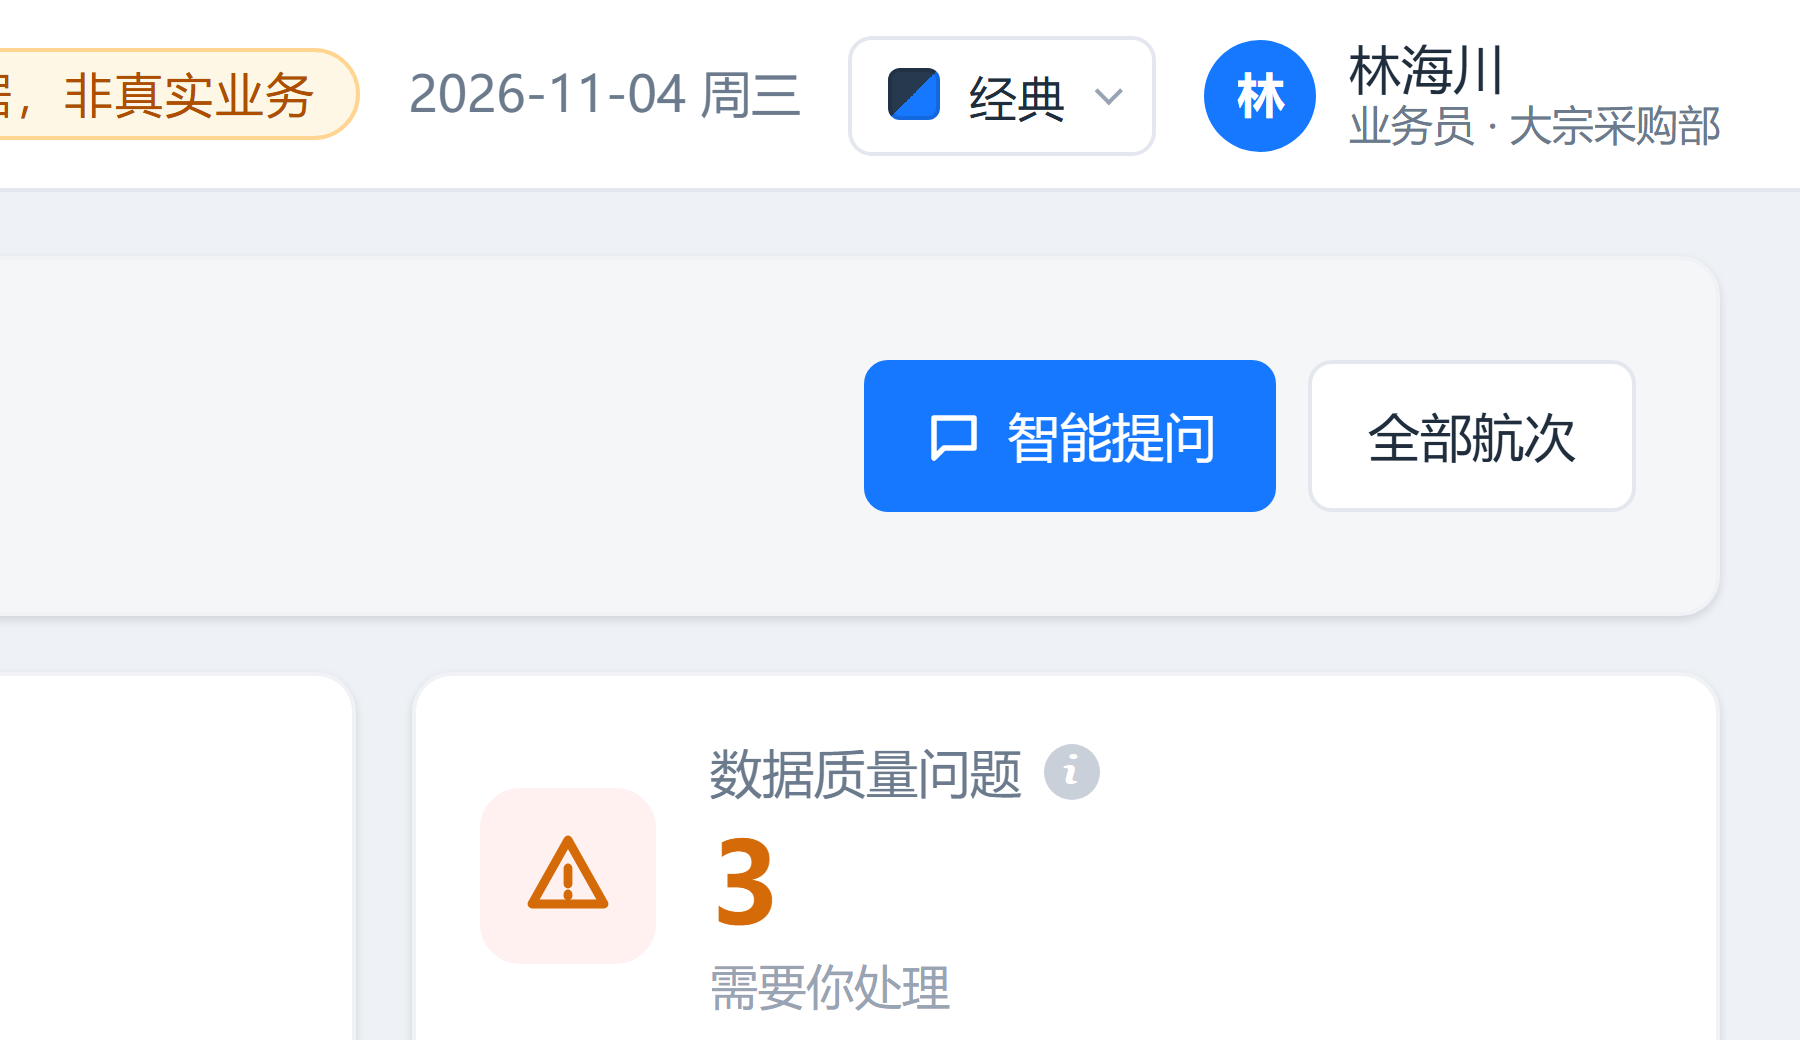 ，非真实业务
2026-11-04 周三
经典
林
林海川
业务员 · 大宗采购部
智能提问
全部航次
数据质量问题
3
需要你处理